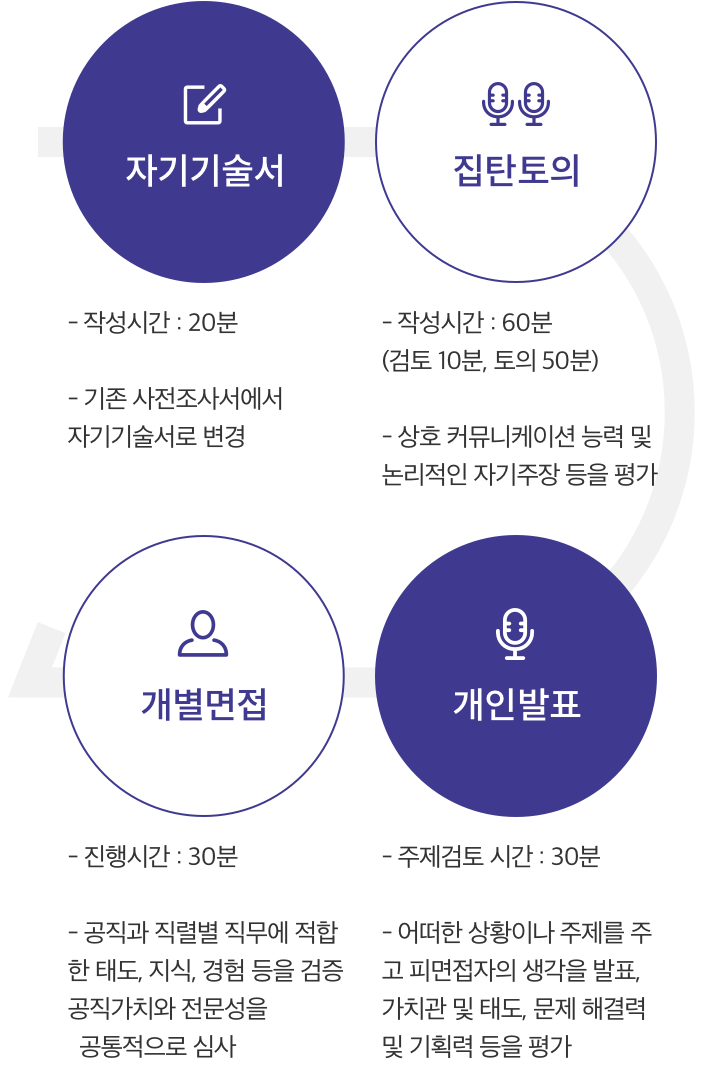 자기기술서
- 작성시간 : 20분
- 기존 사전조사서에서
자기기술서로 변경
집탄토의
- 작성시간 : 60분
(검토 10분, 토의 50분)
- 상호 커뮤니케이션 능력 및
논리적인 자기주장 등을 평가
개인발표
- 주제검토 시간 : 30분
- 어떠한 상황이나 주제를 주
고 피면접자의 생각을 발표,
가치관 및 태도, 문제 해결력
및 기획력 등을 평가
개별면접
- 진행시간 : 30분
- 공직과 직렬별 직무에 적합
한 태도, 지식, 경험 등을 검증
공직가치와 전문성을
공통적으로 심사